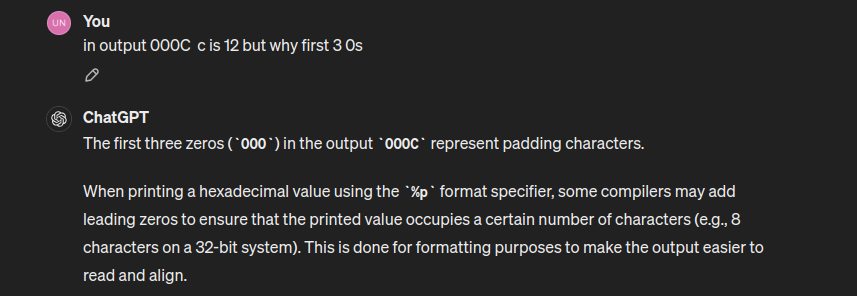 UN You
in output 000C c is 12 but why first 3 0s
ChatGPT
The first three zeros (`000`) in the output `000C` represent padding characters.
When printing a hexadecimal value using the `%p` format specifier, some compilers may add
leading zeros to ensure that the printed value occupies a certain number of characters (e.g., 8
characters on a 32-bit system). This is done for formatting purposes to make the output easier to
read and align.